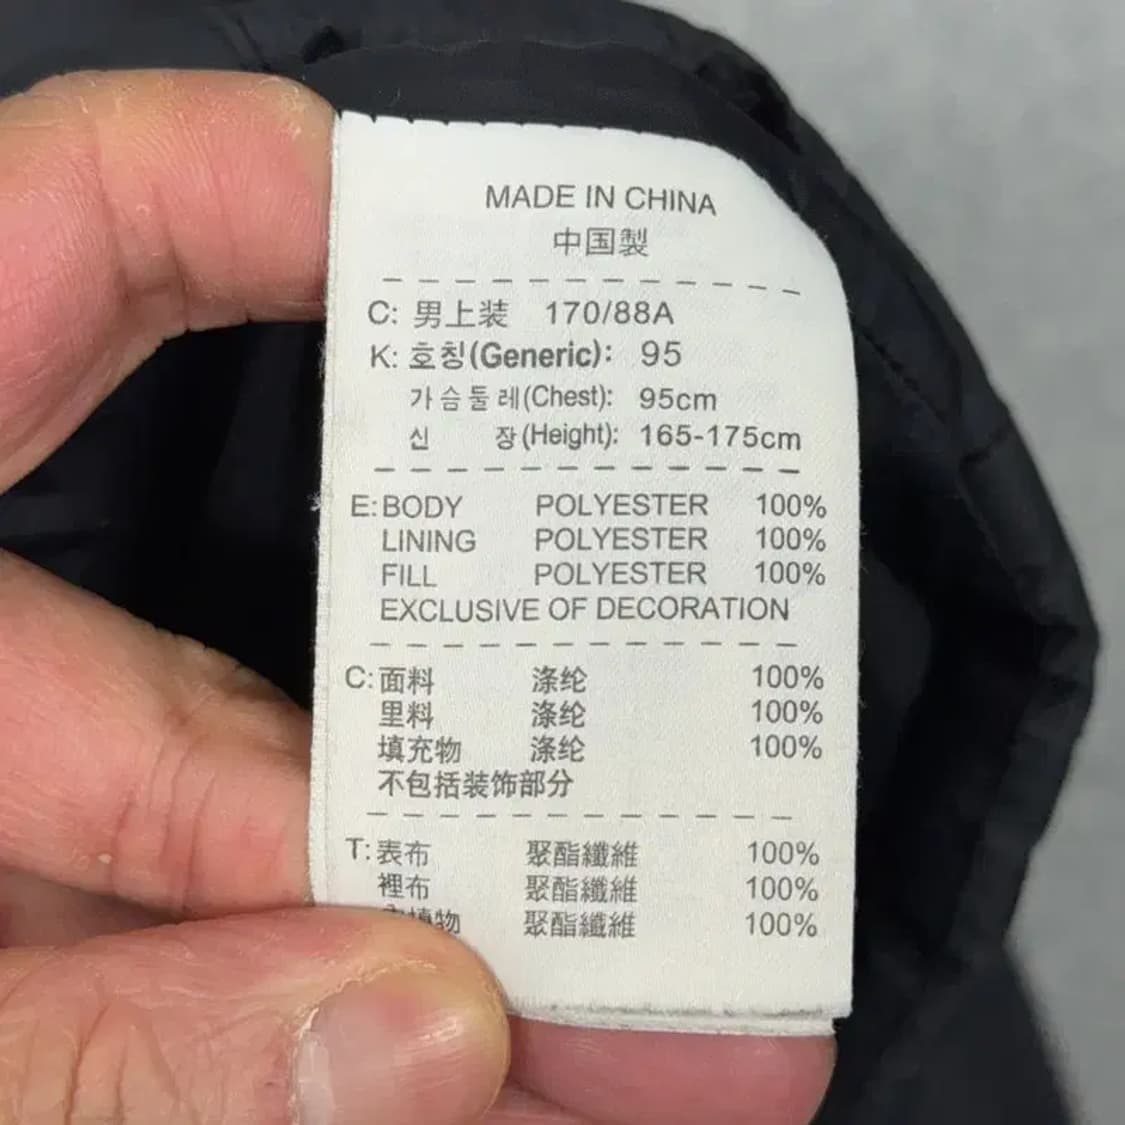 MADE IN CHINA
中国製
C: 男上装 170/88A
K: 호칭(Generic): 95
가슴둘레(Chest): 95cm
신 장(Height): 165-175cm
E: BODY POLYESTER 100%
LINING POLYESTER 100%
FILL POLYESTER 100%
EXCLUSIVE OF DECORATION
C: 面料 涤纶 100%
里料 涤纶 100%
填充物 涤纶 100%
不包括装饰部分
T: 表布 聚酯纖維 100%
裡布 聚酯纖維 100%
填物 聚酯纖維 100%